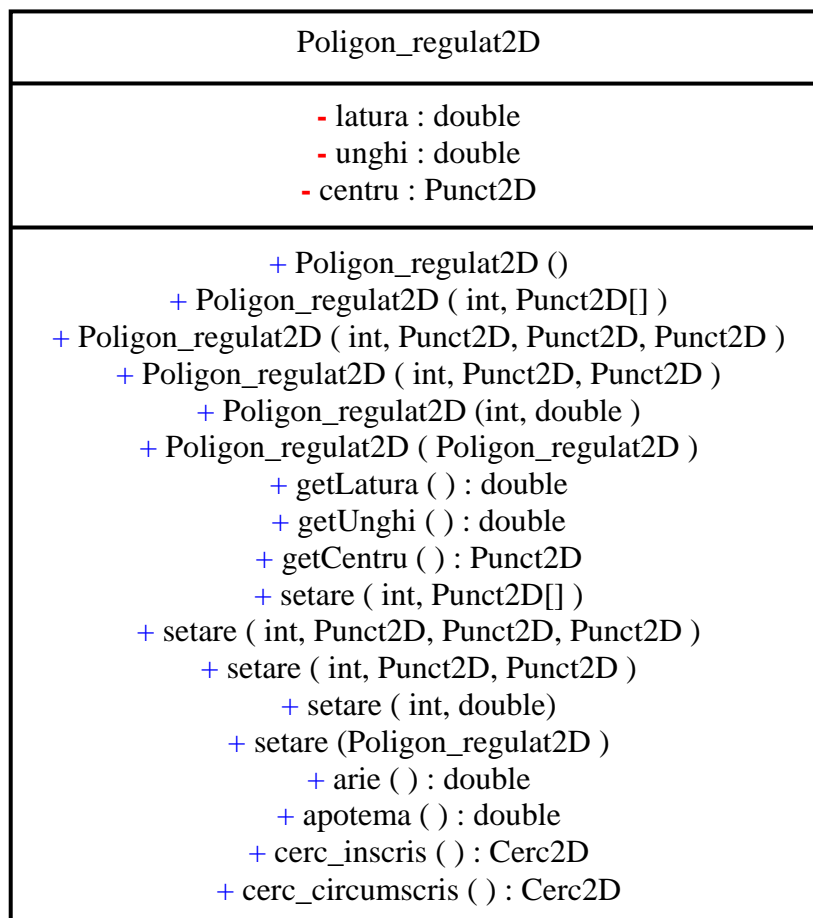 Poligon_regulat2D
- latura : double
- unghi : double
- centru : Punct2D
+ Poligon_regulat2D ()
+ Poligon_regulat2D ( int, Punct2D[] )
+ Poligon_regulat2D ( int, Punct2D, Punct2D, Punct2D )
+ Poligon_regulat2D ( int, Punct2D, Punct2D )
+ Poligon_regulat2D (int, double )
+ Poligon_regulat2D ( Poligon_regulat2D )
+ getLatura ( ) : double
+ getUnghi ( ) : double
+ getCentru ( ) : Punct2D
+ setare ( int, Punct2D[] )
+ setare ( int, Punct2D, Punct2D, Punct2D )
+ setare ( int, Punct2D, Punct2D )
+ setare ( int, double)
+ setare (Poligon_regulat2D )
+ arie ( ) : double
+ apotema ( ) : double
+ cerc_inscris ( ) : Cerc2D
+ cerc_circumscris ( ) : Cerc2D